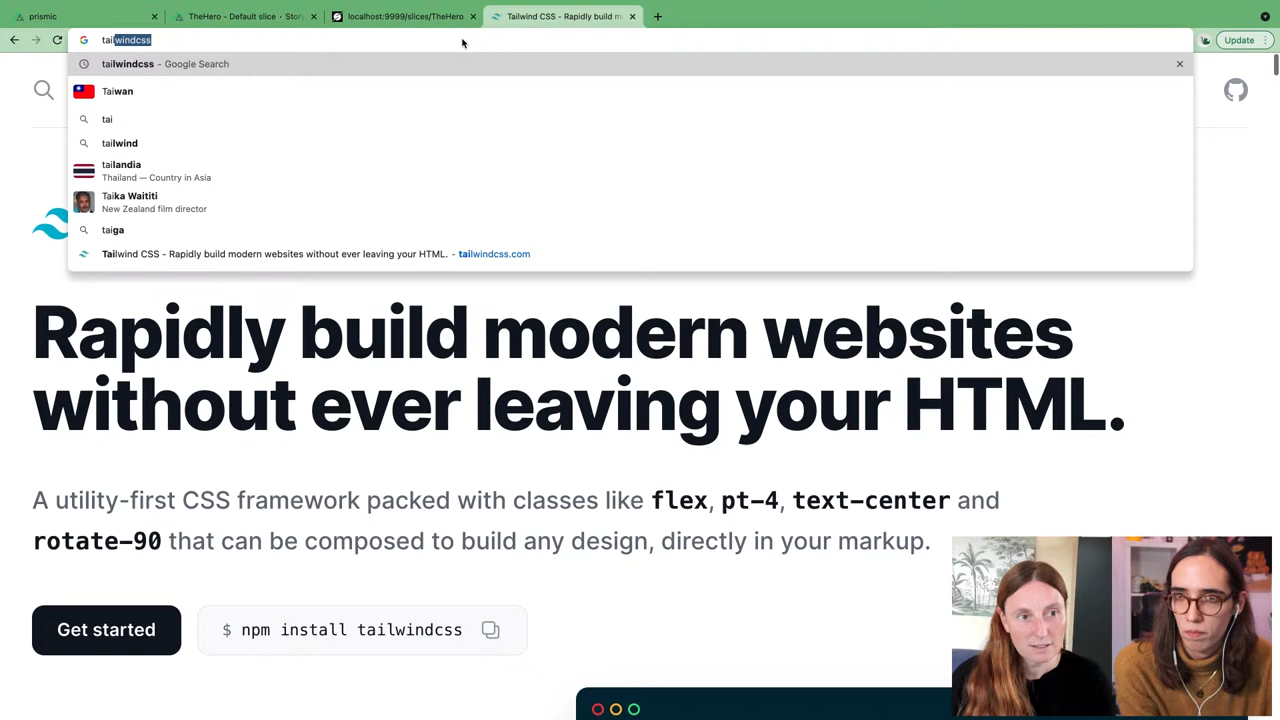 prismic
TheHero - Default slice • Story
localhost:9999/slices/TheHero
Tailwind CSS - Rapidly build m
tailwindcss
Update
tailwindcss - Google Search
Taiwan
tai
tailwind
tailandia
Thailand — Country in Asia
Taika Waititi
New Zealand film director
taiga
Tailwind CSS - Rapidly build modern websites without ever leaving your HTML. - tailwindcss.com
Rapidly build modern websites
without ever leaving your HTML.
A utility-first CSS framework packed with classes like flex, pt-4, text-center and
rotate-90 that can be composed to build any design, directly in your markup.
Get started
$ npm install tailwindcss